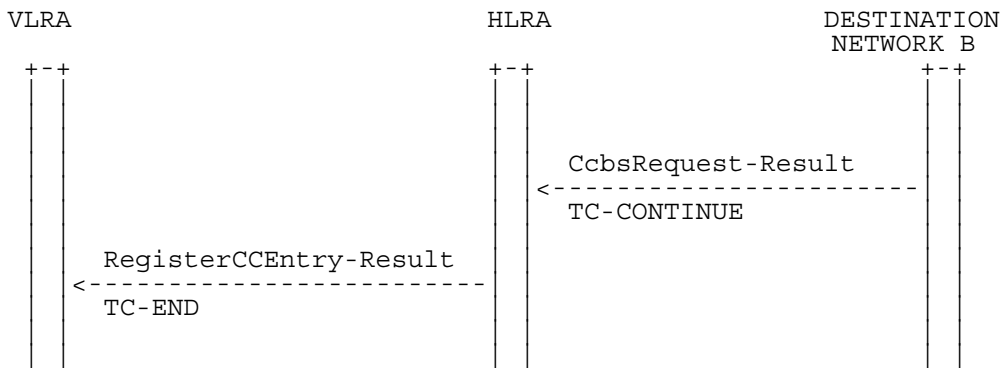 VLRA HLRA DESTINATION
NETWORK B
CcbsRequest-Result
TC-CONTINUE
RegisterCCEntry-Result
TC-END